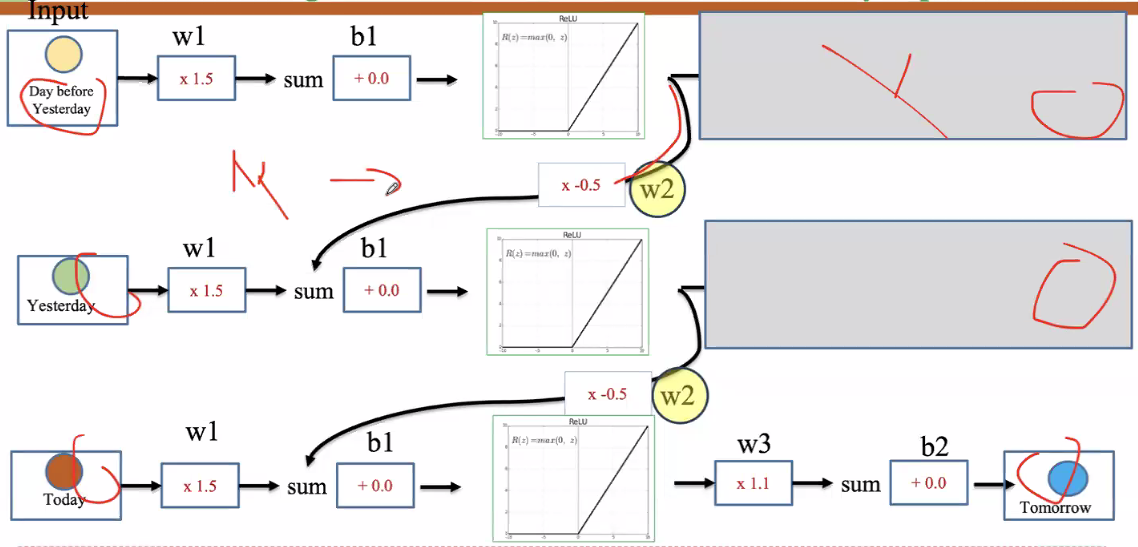 Input
w1
b1
ReLU
R(z)=max(0, z)
Day before
Yesterday
x 1.5
sum
+ 0.0
x -0.5
w2
w1
b1
ReLU
R(z)=max(0, z)
Yesterday
x 1.5
sum
+ 0.0
x -0.5
w2
w1
b1
ReLU
R(z)=max(0, z)
w3
b2
Today
x 1.5
sum
+ 0.0
x 1.1
sum
+ 0.0
Tomorrow